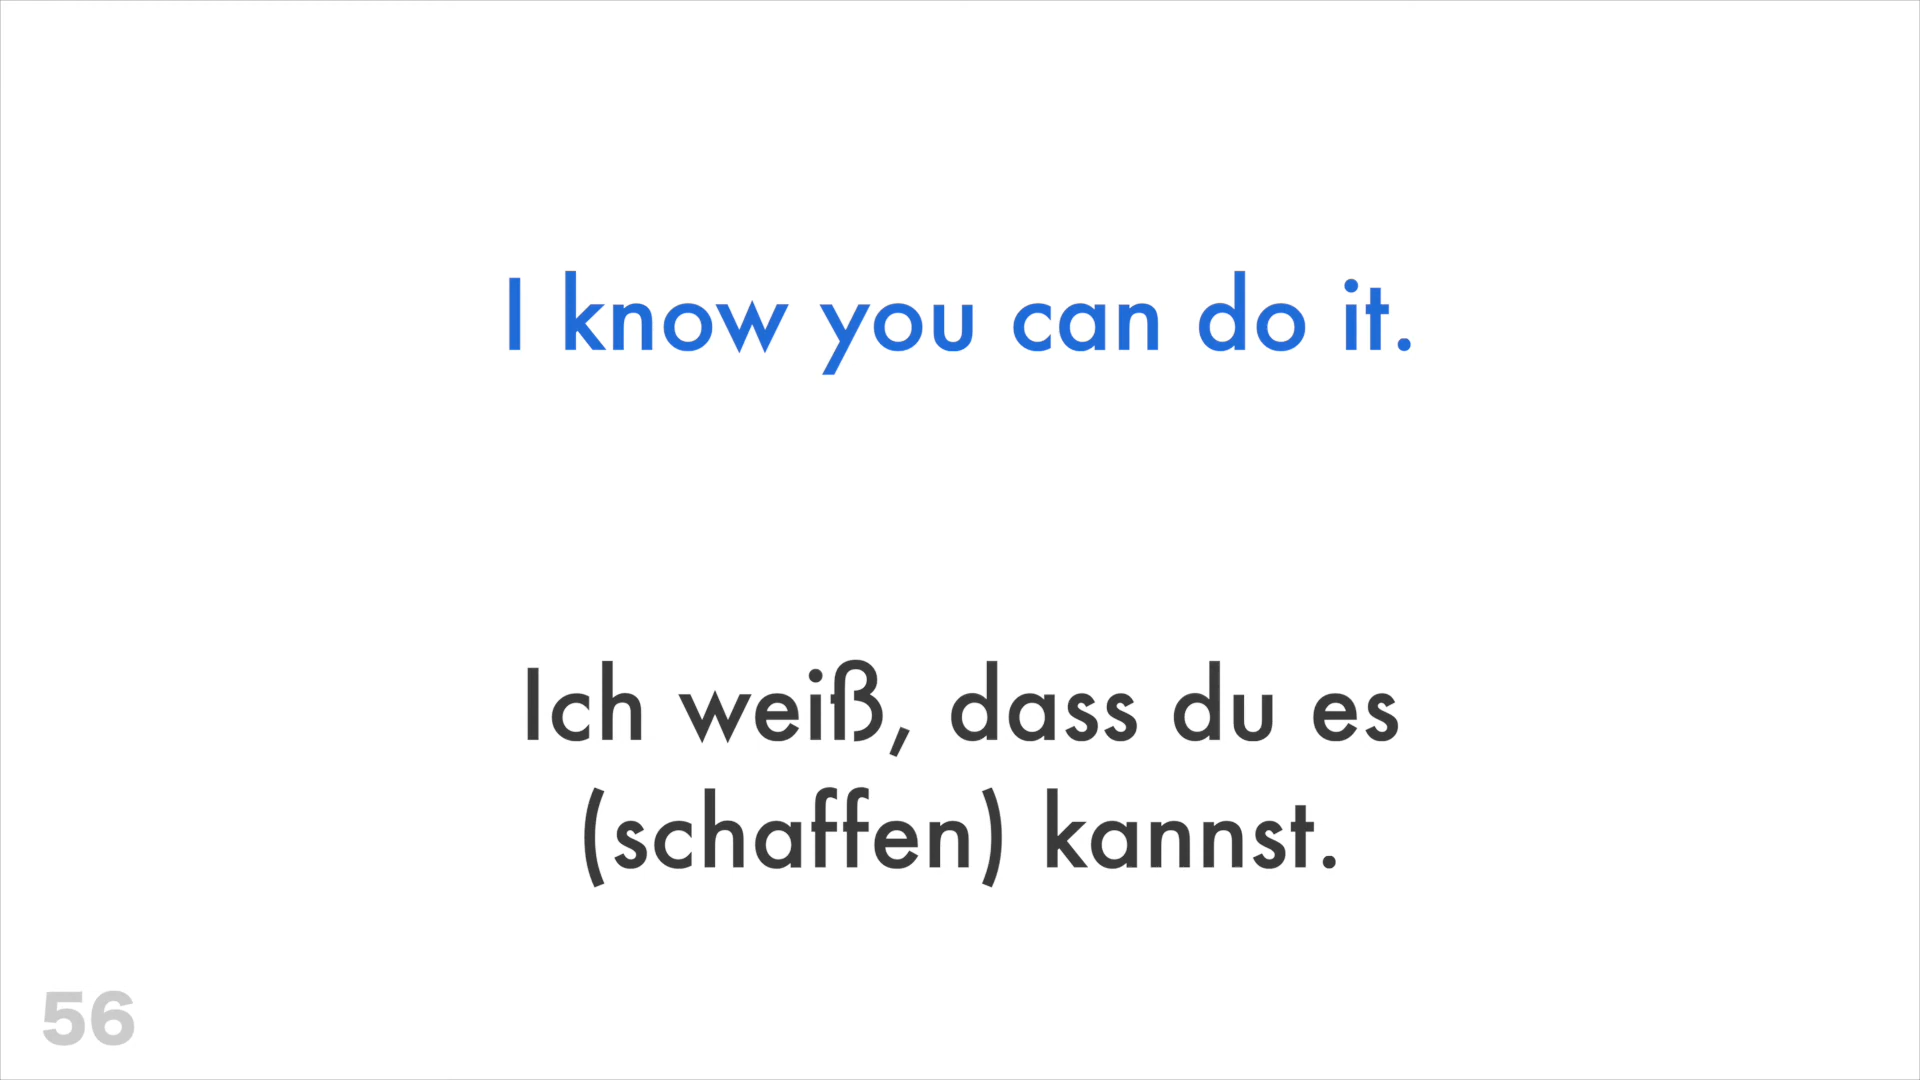 I know you can do it.
Ich weiß, dass du es
(schaffen) kannst.
56